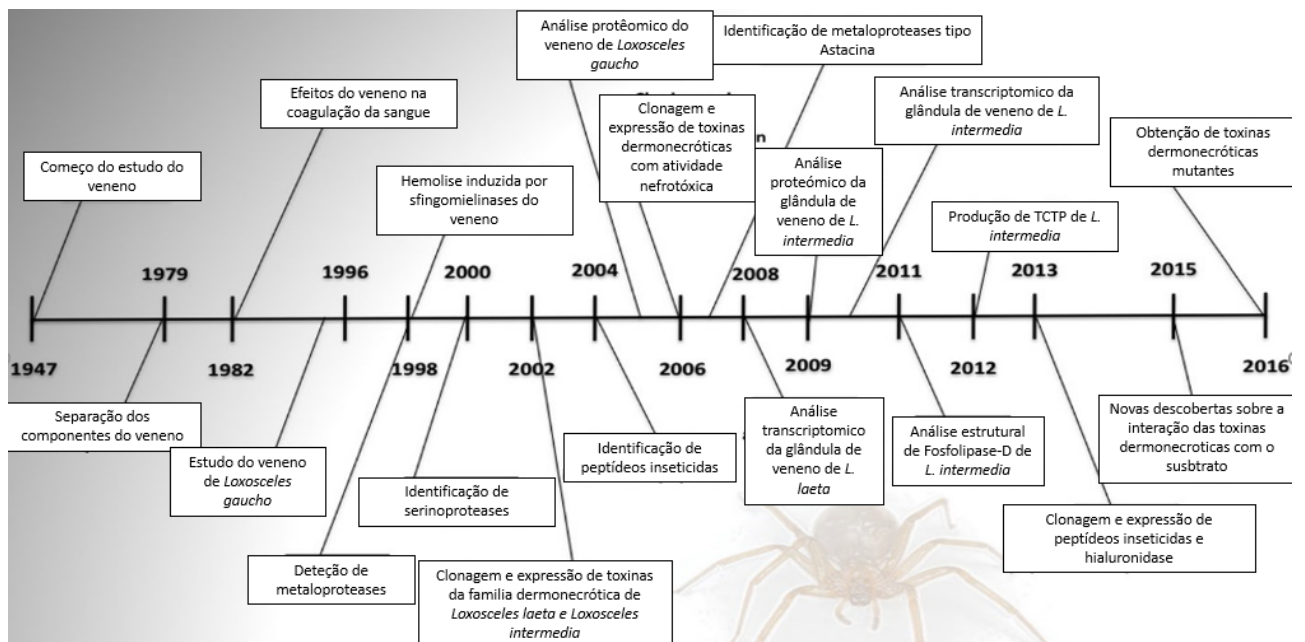 Análise protêomico do
veneno de Loxosceles
gaucho
Identificação de metaloproteases tipo
Astacina
Efeitos do veneno na
coagulação da sangue
Clonagem e
expressão de toxinas
dermonecróticas
com atividade
nefrotóxica
Análise transcriptomico da
glândula de veneno de L.
intermedia
Obtenção de toxinas
dermonecróticas
mutantes
Começo do estudo do
veneno
Hemolise induzida por
sfingomielinases do
veneno
Análise
proteómico da
glândula de
veneno de L.
intermedia
Produção de TCTP de L.
intermedia
1979
1996
2000
2004
2008
2011
2013
2015
1947
1982
1998
2002
2006
2009
2012
2016
Separação dos
componentes do veneno
Estudo do veneno
de Loxosceles
gaucho
Identificação de
serinoproteases
Identificação de
peptídeos inseticidas
Análise
transcriptomico
da glândula de
veneno de L.
laeta
Análise estrutural
de Fosfolipase-D de
L. intermedia
Novas descobertas sobre a
interação das toxinas
dermonecroticas com o
susbtrato
Deteção de
metaloproteases
Clonagem e expressão de toxinas
da familia dermonecrótica de
Loxosceles laeta e Loxosceles
intermedia
Clonagem e expressão de
peptídeos inseticidas e
hialuronidase